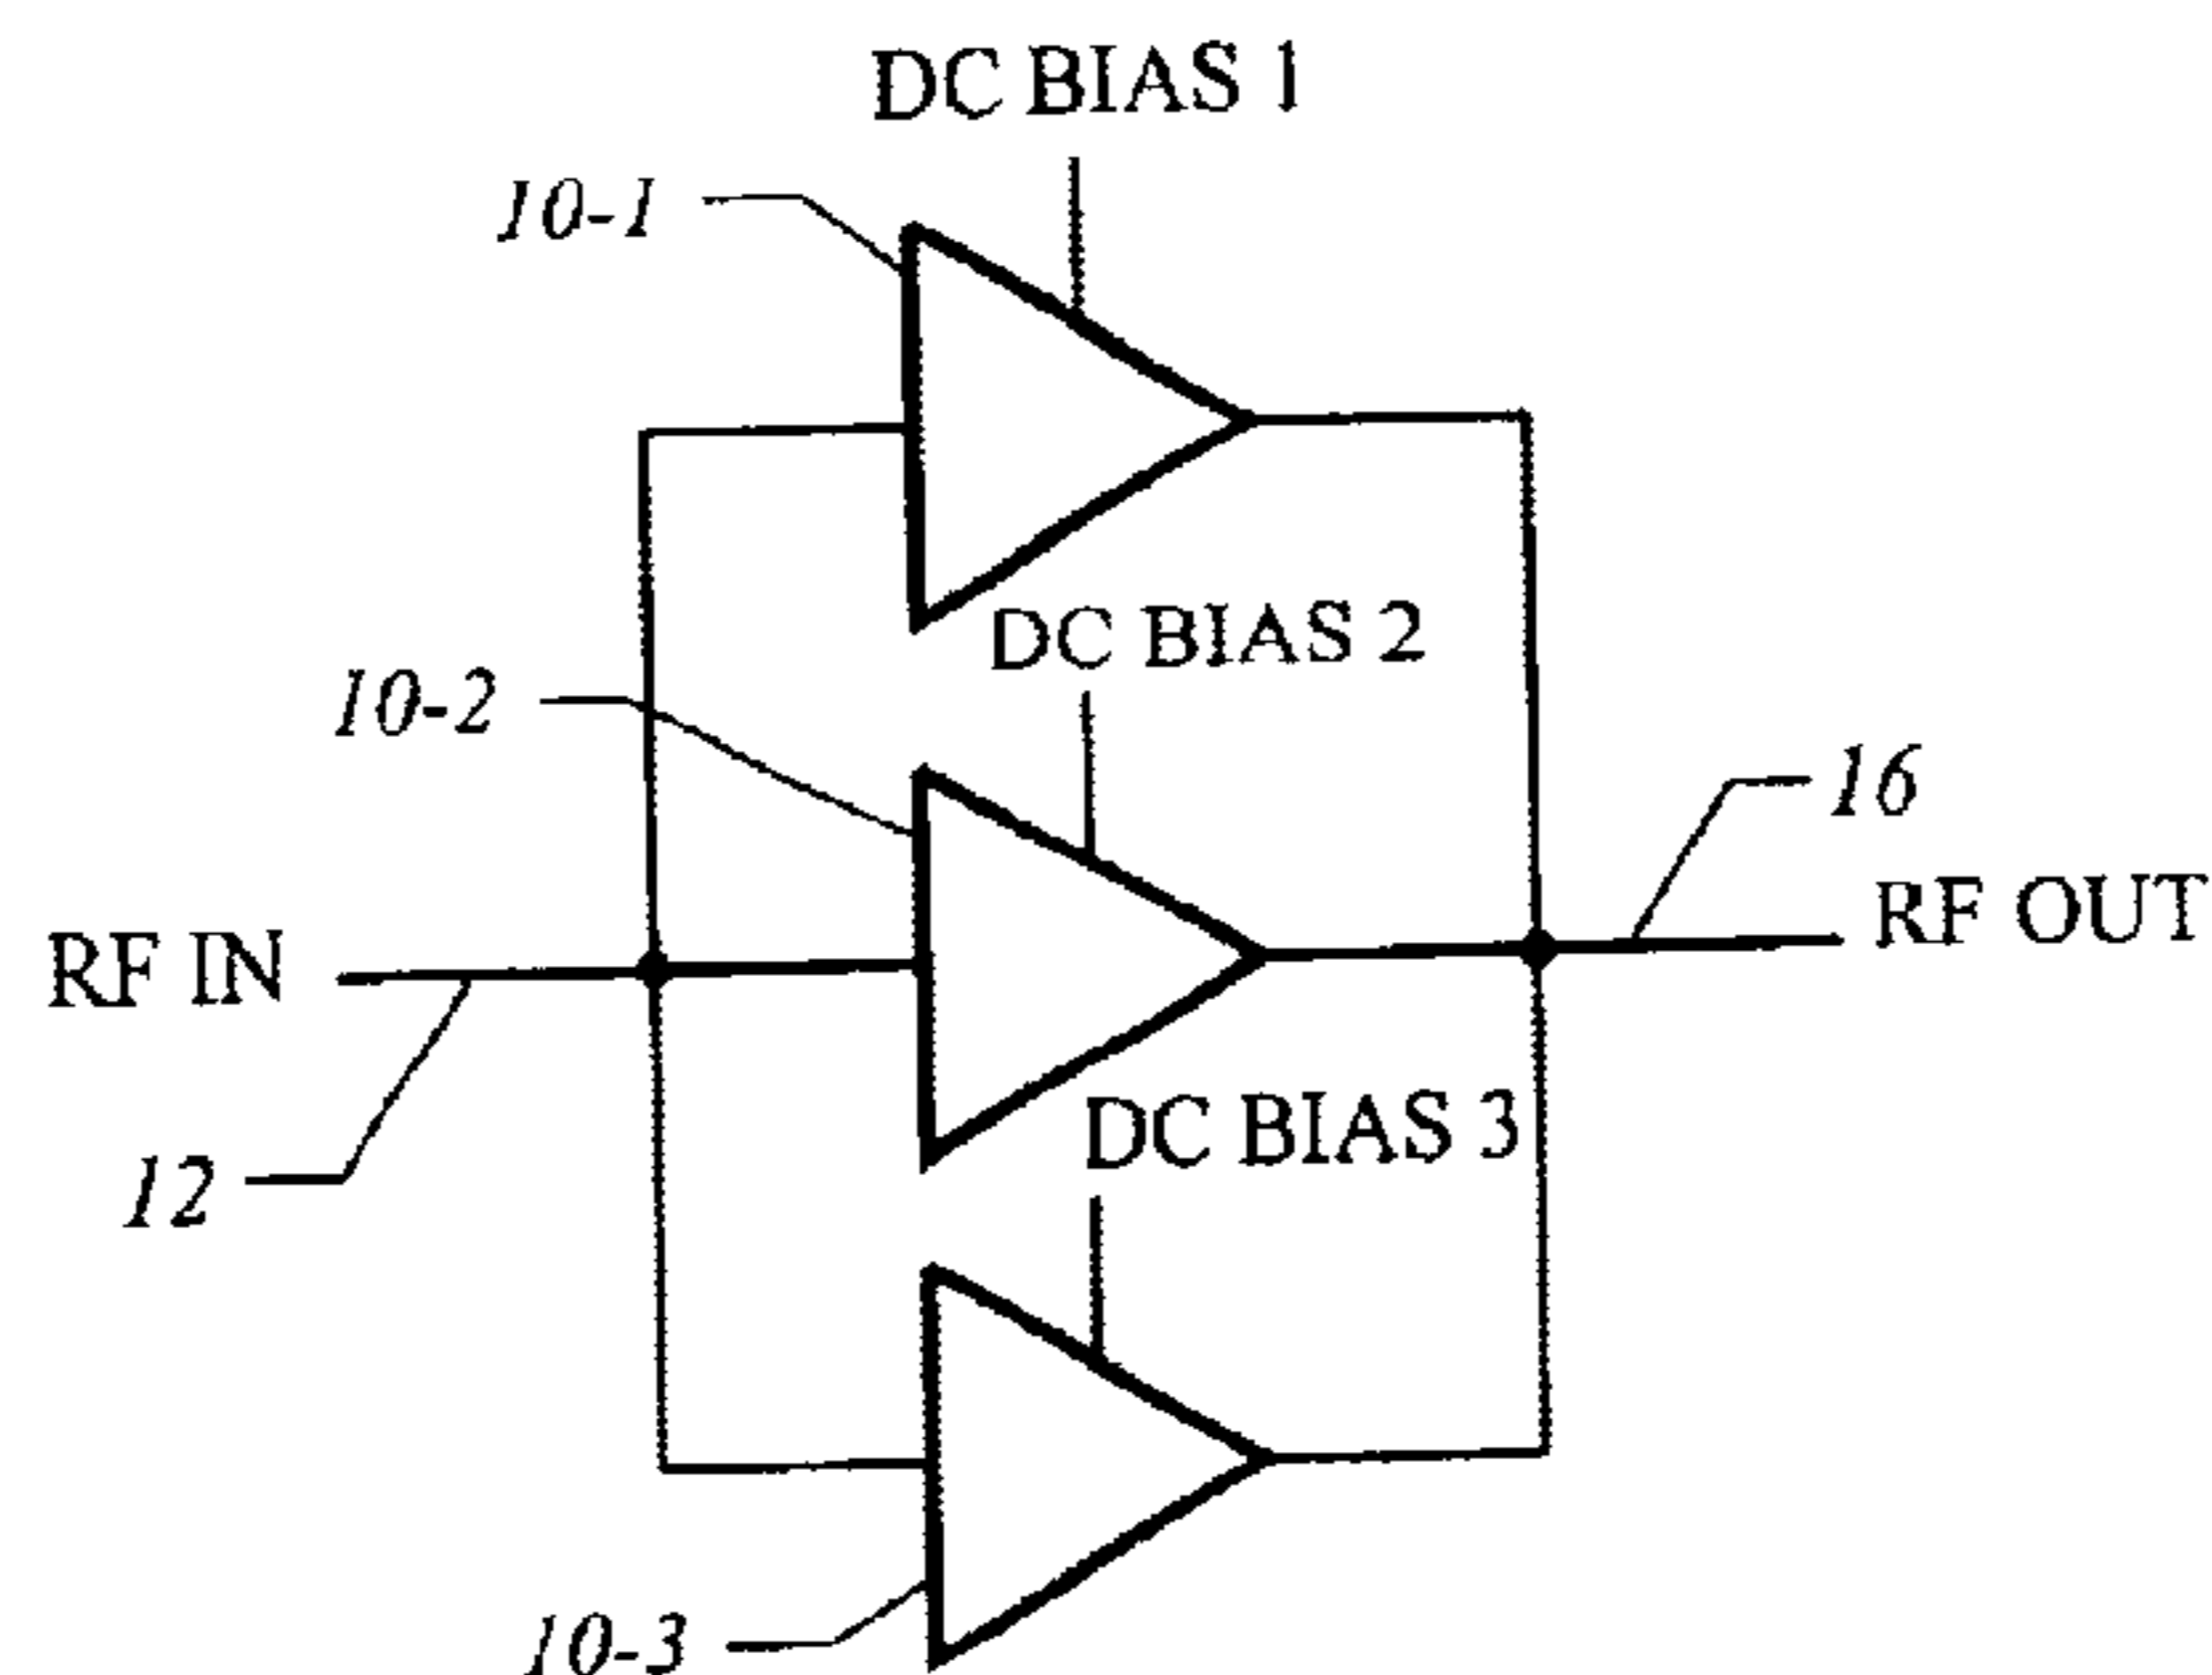 DC BIAS 1
10-1
DC BIAS 2
10-2
16
RF OUT
RF IN
DC BIAS 3
12
10-3